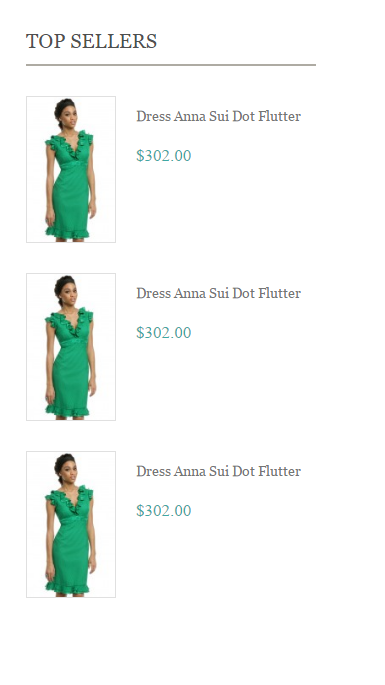 TOP SELLERS
Dress Anna Sui Dot Flutter
$302.00
Dress Anna Sui Dot Flutter
$302.00
Dress Anna Sui Dot Flutter
$302.00